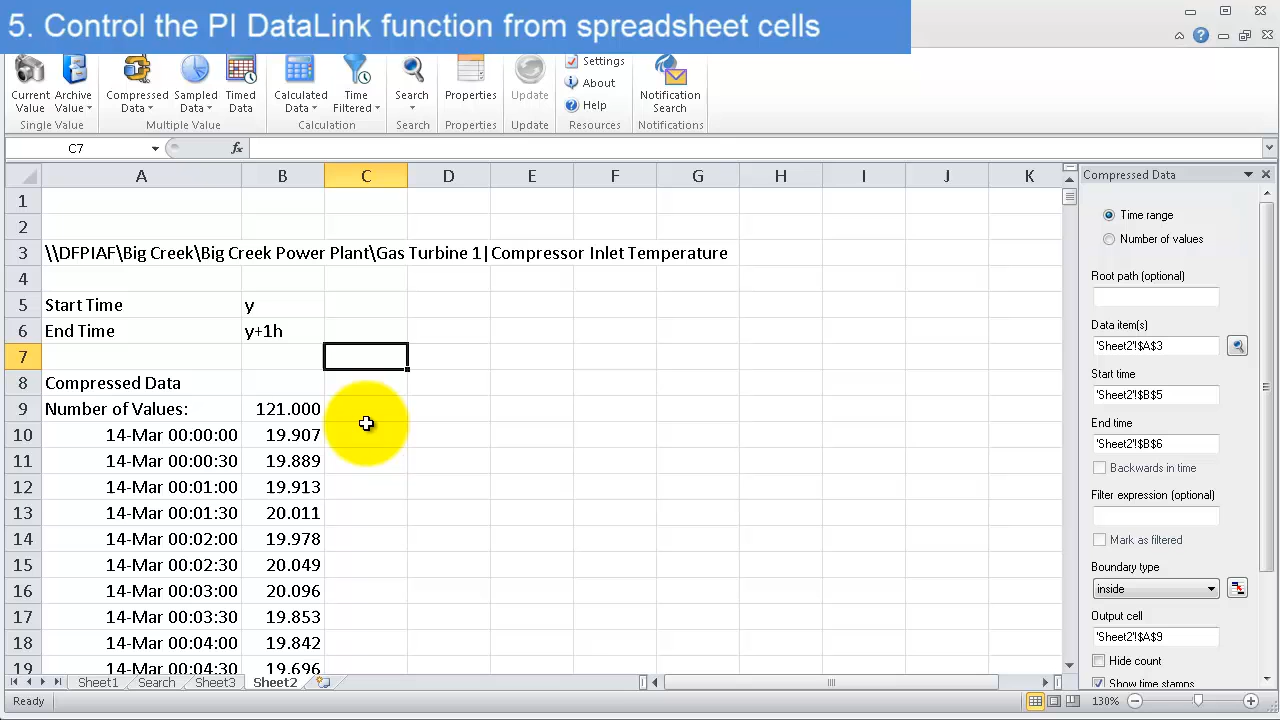 5. Control the PI DataLink function from spreadsheet cells
Current Value
Archive Value
Compressed Data
Sampled Data
Timed Data
Calculated Data
Time Filtered
Search
Properties
Update
Settings
About
Help
Notification Search
Single Value
Multiple Value
Calculation
Search
Properties
Update
Resources
Notifications
C7
fx
A B C D E F G H I J K
1
2
3 \\DFPIAF\Big Creek\Big Creek Power Plant\Gas Turbine 1|Compressor Inlet Temperature
4
5 Start Time y
6 End Time y+1h
7
8 Compressed Data
9 Number of Values: 121.000
10 14-Mar 00:00:00 19.907
11 14-Mar 00:00:30 19.889
12 14-Mar 00:01:00 19.913
13 14-Mar 00:01:30 20.011
14 14-Mar 00:02:00 19.978
15 14-Mar 00:02:30 20.049
16 14-Mar 00:03:00 20.096
17 14-Mar 00:03:30 19.853
18 14-Mar 00:04:00 19.842
19 14-Mar 00:04:30 19.696
Compressed Data
Time range
Number of values
Root path (optional)
Data item(s)
'Sheet2'!$A$3
Start time
'Sheet2'!$B$5
End time
'Sheet2'!$B$6
Backwards in time
Filter expression (optional)
Mark as filtered
Boundary type
inside
Output cell
'Sheet2'!$A$9
Hide count
Show time stamps
Sheet1 Search Sheet3 Sheet2
Ready
130%